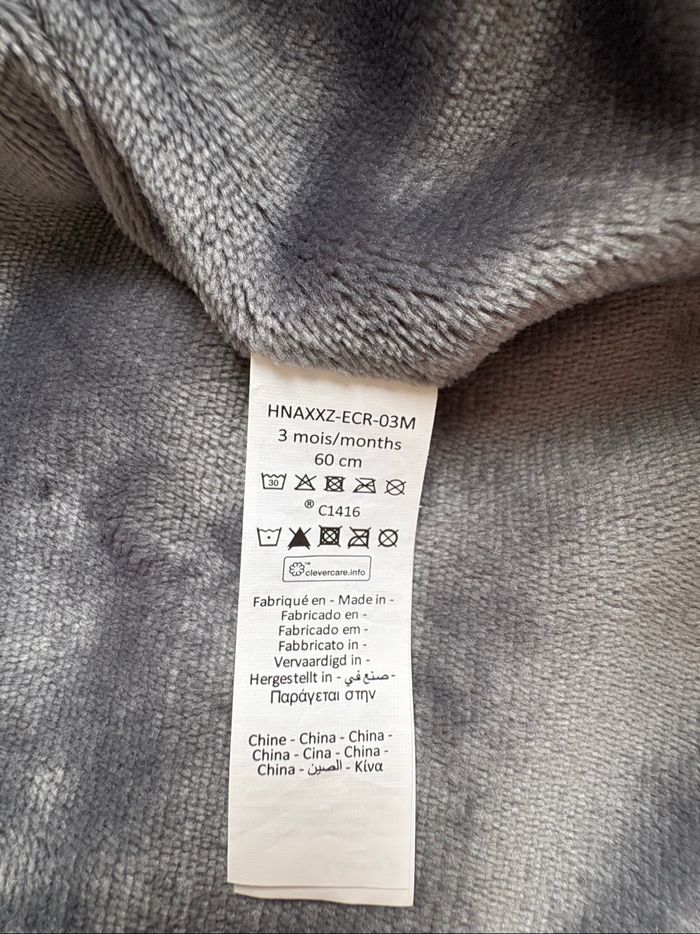 HNAXXZ-ECR-03M
3 mois/months
60 cm
30
® C1416
™
clevercare.info
Fabriqué en - Made in -
Fabricado en -
Fabricado em -
Fabbricato in -
Vervaardigd in -
Hergestellt in - صنع في -
Παράγεται στην
Chine - China - China -
China - Cina - China -
China - الصين - Κίνα